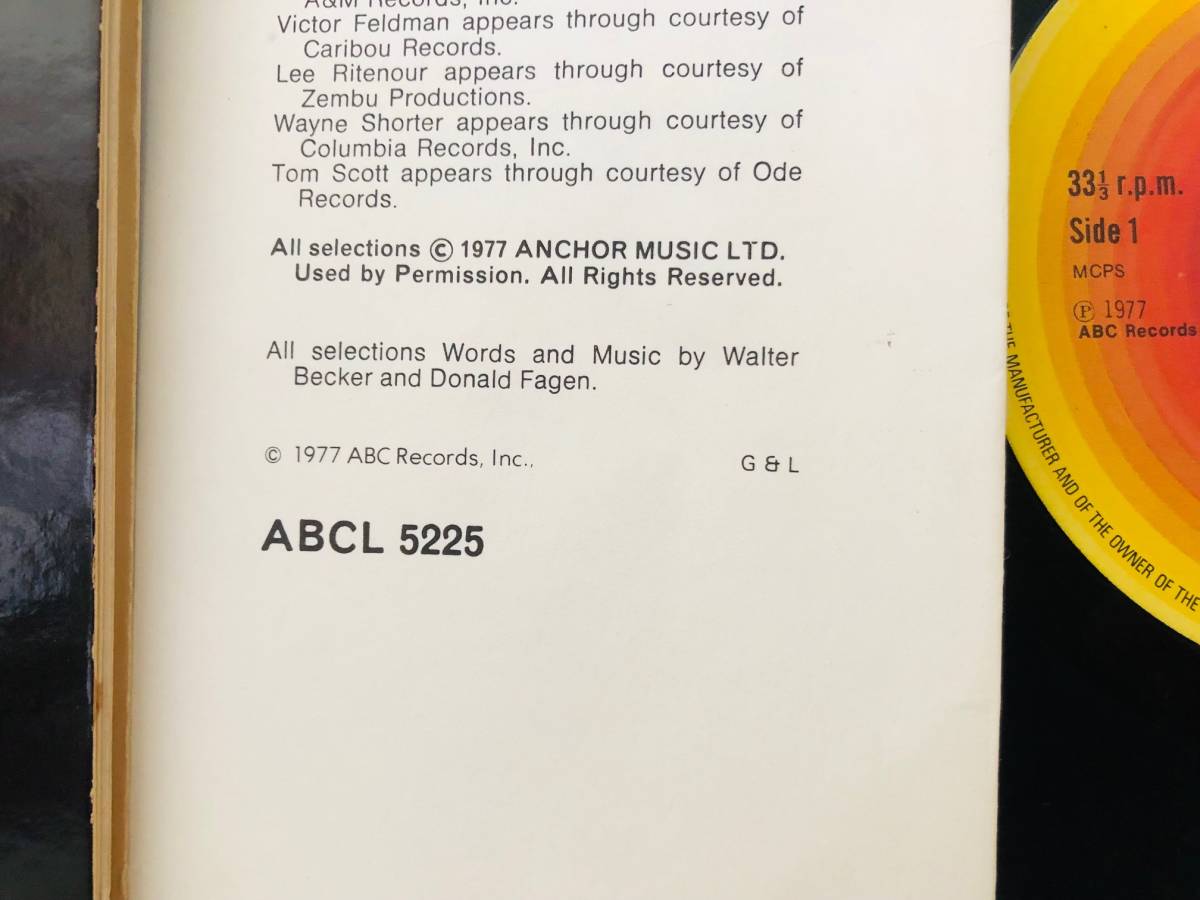 A&M Records, Inc.
Victor Feldman appears through courtesy of
Caribou Records.
Lee Ritenour appears through courtesy of
Zembu Productions.
Wayne Shorter appears through courtesy of
Columbia Records, Inc.
Tom Scott appears through courtesy of Ode
Records.
All selections © 1977 ANCHOR MUSIC LTD.
Used by Permission. All Rights Reserved.
All selections Words and Music by Walter
Becker and Donald Fagen.
© 1977 ABC Records, Inc.,
G & L
ABCL 5225
33⅓ r.p.m.
Side 1
MCPS
℗ 1977
ABC Records
THE MANUFACTURER AND OF THE OWNER OF THE